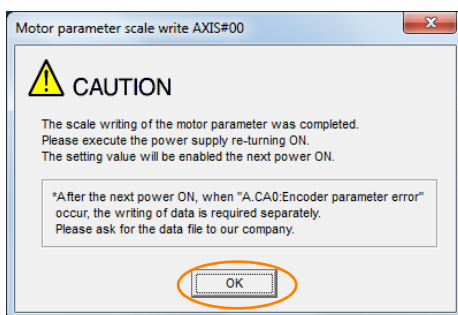 Motor parameter scale write AXIS#00
CAUTION
The scale writing of the motor parameter was completed.
Please execute the power supply re-turning ON.
The setting value will be enabled the next power ON.
*After the next power ON, when "A.CA0:Encoder parameter error"
occur, the writing of data is required separately.
Please ask for the data file to our company.
OK